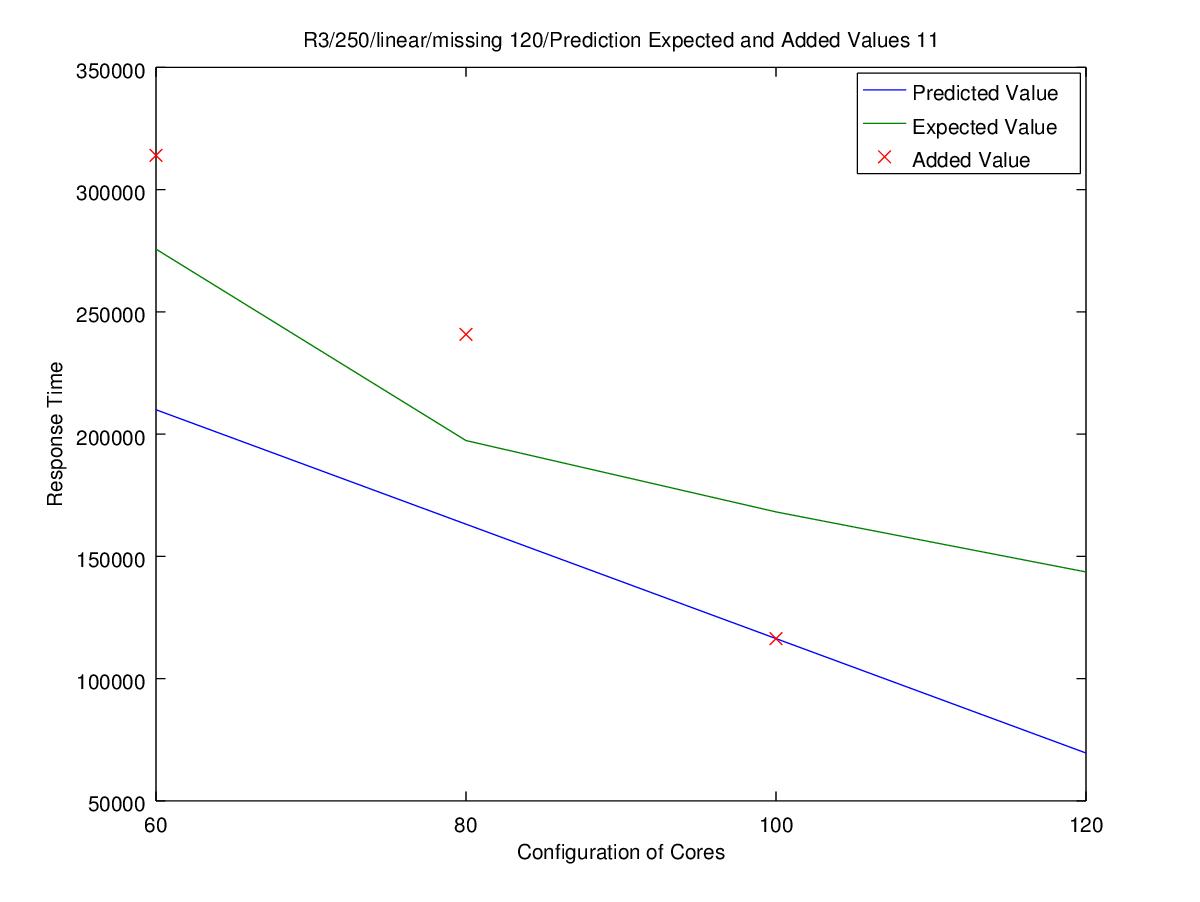 R3/250/linear/missing 120/Prediction Expected and Added Values 11
350000
300000
250000
200000
150000
100000
50000
60
80
100
120
Response Time
Configuration of Cores
Predicted Value
Expected Value
Added Value